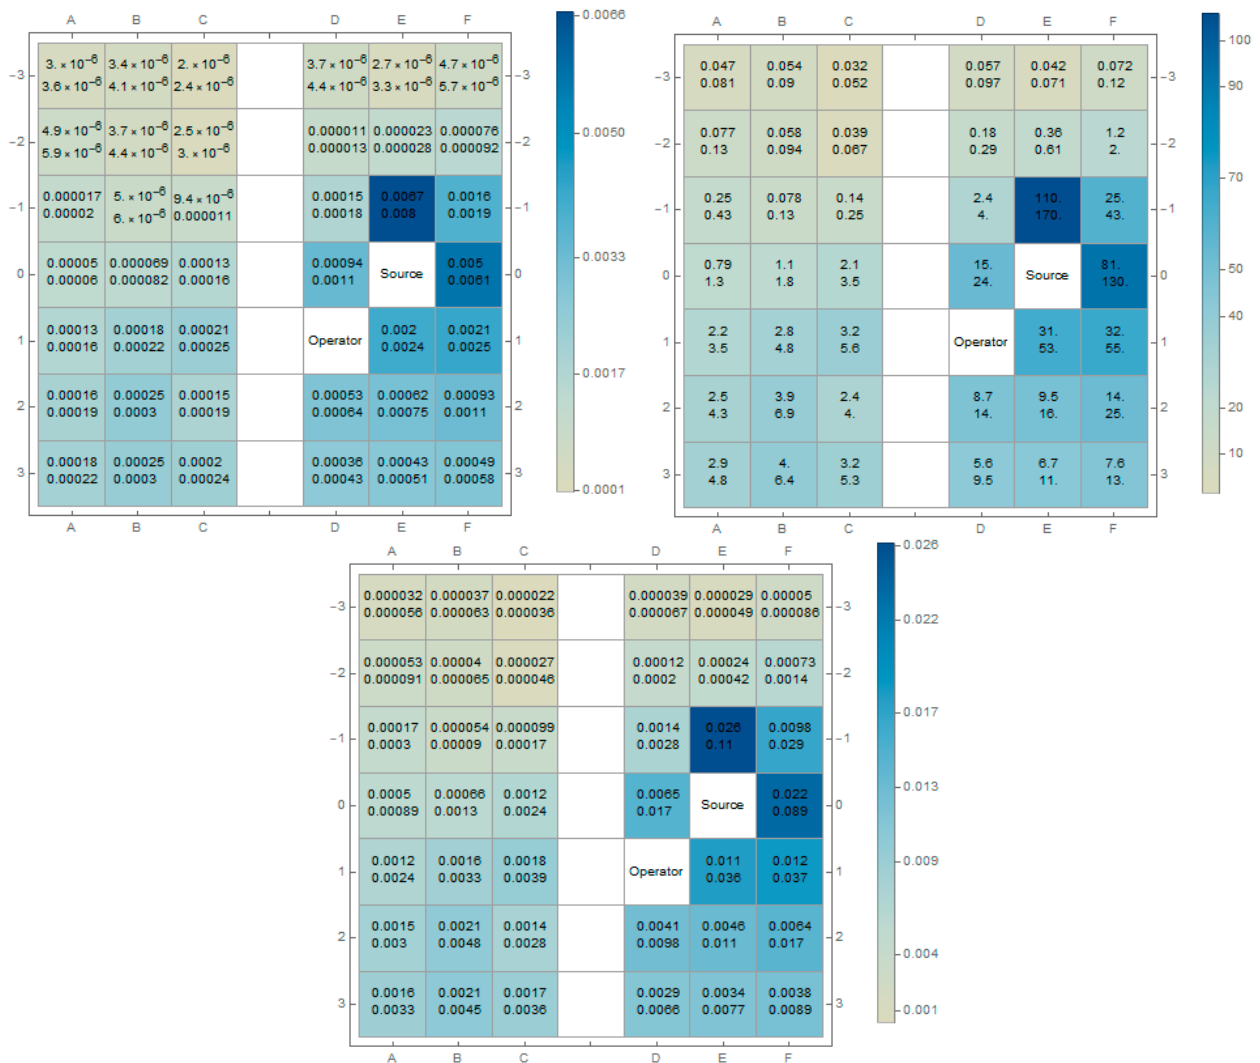 A B C D E F
3. × 10⁻⁶ 3.4 × 10⁻⁶ 2. × 10⁻⁶ 3.7 × 10⁻⁶ 2.7 × 10⁻⁶ 4.7 × 10⁻⁶
-3 -3
3.6 × 10⁻⁶ 4.1 × 10⁻⁶ 2.4 × 10⁻⁶ 4.4 × 10⁻⁶ 3.3 × 10⁻⁶ 5.7 × 10⁻⁶
4.9 × 10⁻⁶ 3.7 × 10⁻⁶ 2.5 × 10⁻⁶ 0.000011 0.000023 0.000076
-2 -2
5.9 × 10⁻⁶ 4.4 × 10⁻⁶ 3. × 10⁻⁶ 0.000013 0.000028 0.000092
0.000017 5. × 10⁻⁶ 9.4 × 10⁻⁶ 0.00015 0.0067 0.0016
-1 -1
0.00002 6. × 10⁻⁶ 0.000011 0.00018 0.008 0.0019
0.00005 0.000069 0.00013 0.00094 0.005
0 Source 0
0.00006 0.000082 0.00016 0.0011 0.0061
0.00013 0.00018 0.00021 0.002 0.0021
1 Operator 1
0.00016 0.00022 0.00025 0.0024 0.0025
0.00016 0.00025 0.00015 0.00053 0.00062 0.00093
2 2
0.00019 0.0003 0.00019 0.00064 0.00075 0.0011
0.00018 0.00025 0.0002 0.00036 0.00043 0.00049
3 3
0.00022 0.0003 0.00024 0.00043 0.00051 0.00058
A B C D E F
0.0066
0.0050
0.0033
0.0017
0.0001
A B C D E F
0.047 0.054 0.032 0.057 0.042 0.072
-3 -3
0.081 0.09 0.052 0.097 0.071 0.12
0.077 0.058 0.039 0.18 0.36 1.2
-2 -2
0.13 0.094 0.067 0.29 0.61 2.
0.25 0.078 0.14 2.4 110. 25.
-1 -1
0.43 0.13 0.25 4. 170. 43.
0.79 1.1 2.1 15. 81.
0 Source 0
1.3 1.8 3.5 24. 130.
2.2 2.8 3.2 31. 32.
1 Operator 1
3.5 4.8 5.6 53. 55.
2.5 3.9 2.4 8.7 9.5 14.
2 2
4.3 6.9 4. 14. 16. 25.
2.9 4. 3.2 5.6 6.7 7.6
3 3
4.8 6.4 5.3 9.5 11. 13.
A B C D E F
100
90
70
50
40
20
10
A B C D E F
0.000032 0.000037 0.000022 0.000039 0.000029 0.00005
-3 -3
0.000056 0.000063 0.000036 0.000067 0.000049 0.000086
0.000053 0.00004 0.000027 0.00012 0.00024 0.00073
-2 -2
0.000091 0.000065 0.000046 0.0002 0.00042 0.0014
0.00017 0.000054 0.000099 0.0014 0.026 0.0098
-1 -1
0.0003 0.00009 0.00017 0.0028 0.11 0.029
0.0005 0.00066 0.0012 0.0065 0.022
0 Source 0
0.00089 0.0013 0.0024 0.017 0.089
0.0012 0.0016 0.0018 0.011 0.012
1 Operator 1
0.0024 0.0033 0.0039 0.036 0.037
0.0015 0.0021 0.0014 0.0041 0.0046 0.0064
2 2
0.003 0.0048 0.0028 0.0098 0.011 0.017
0.0016 0.0021 0.0017 0.0029 0.0034 0.0038
3 3
0.0033 0.0045 0.0036 0.0066 0.0077 0.0089
A B C D E F
0.026
0.022
0.017
0.013
0.009
0.004
0.001